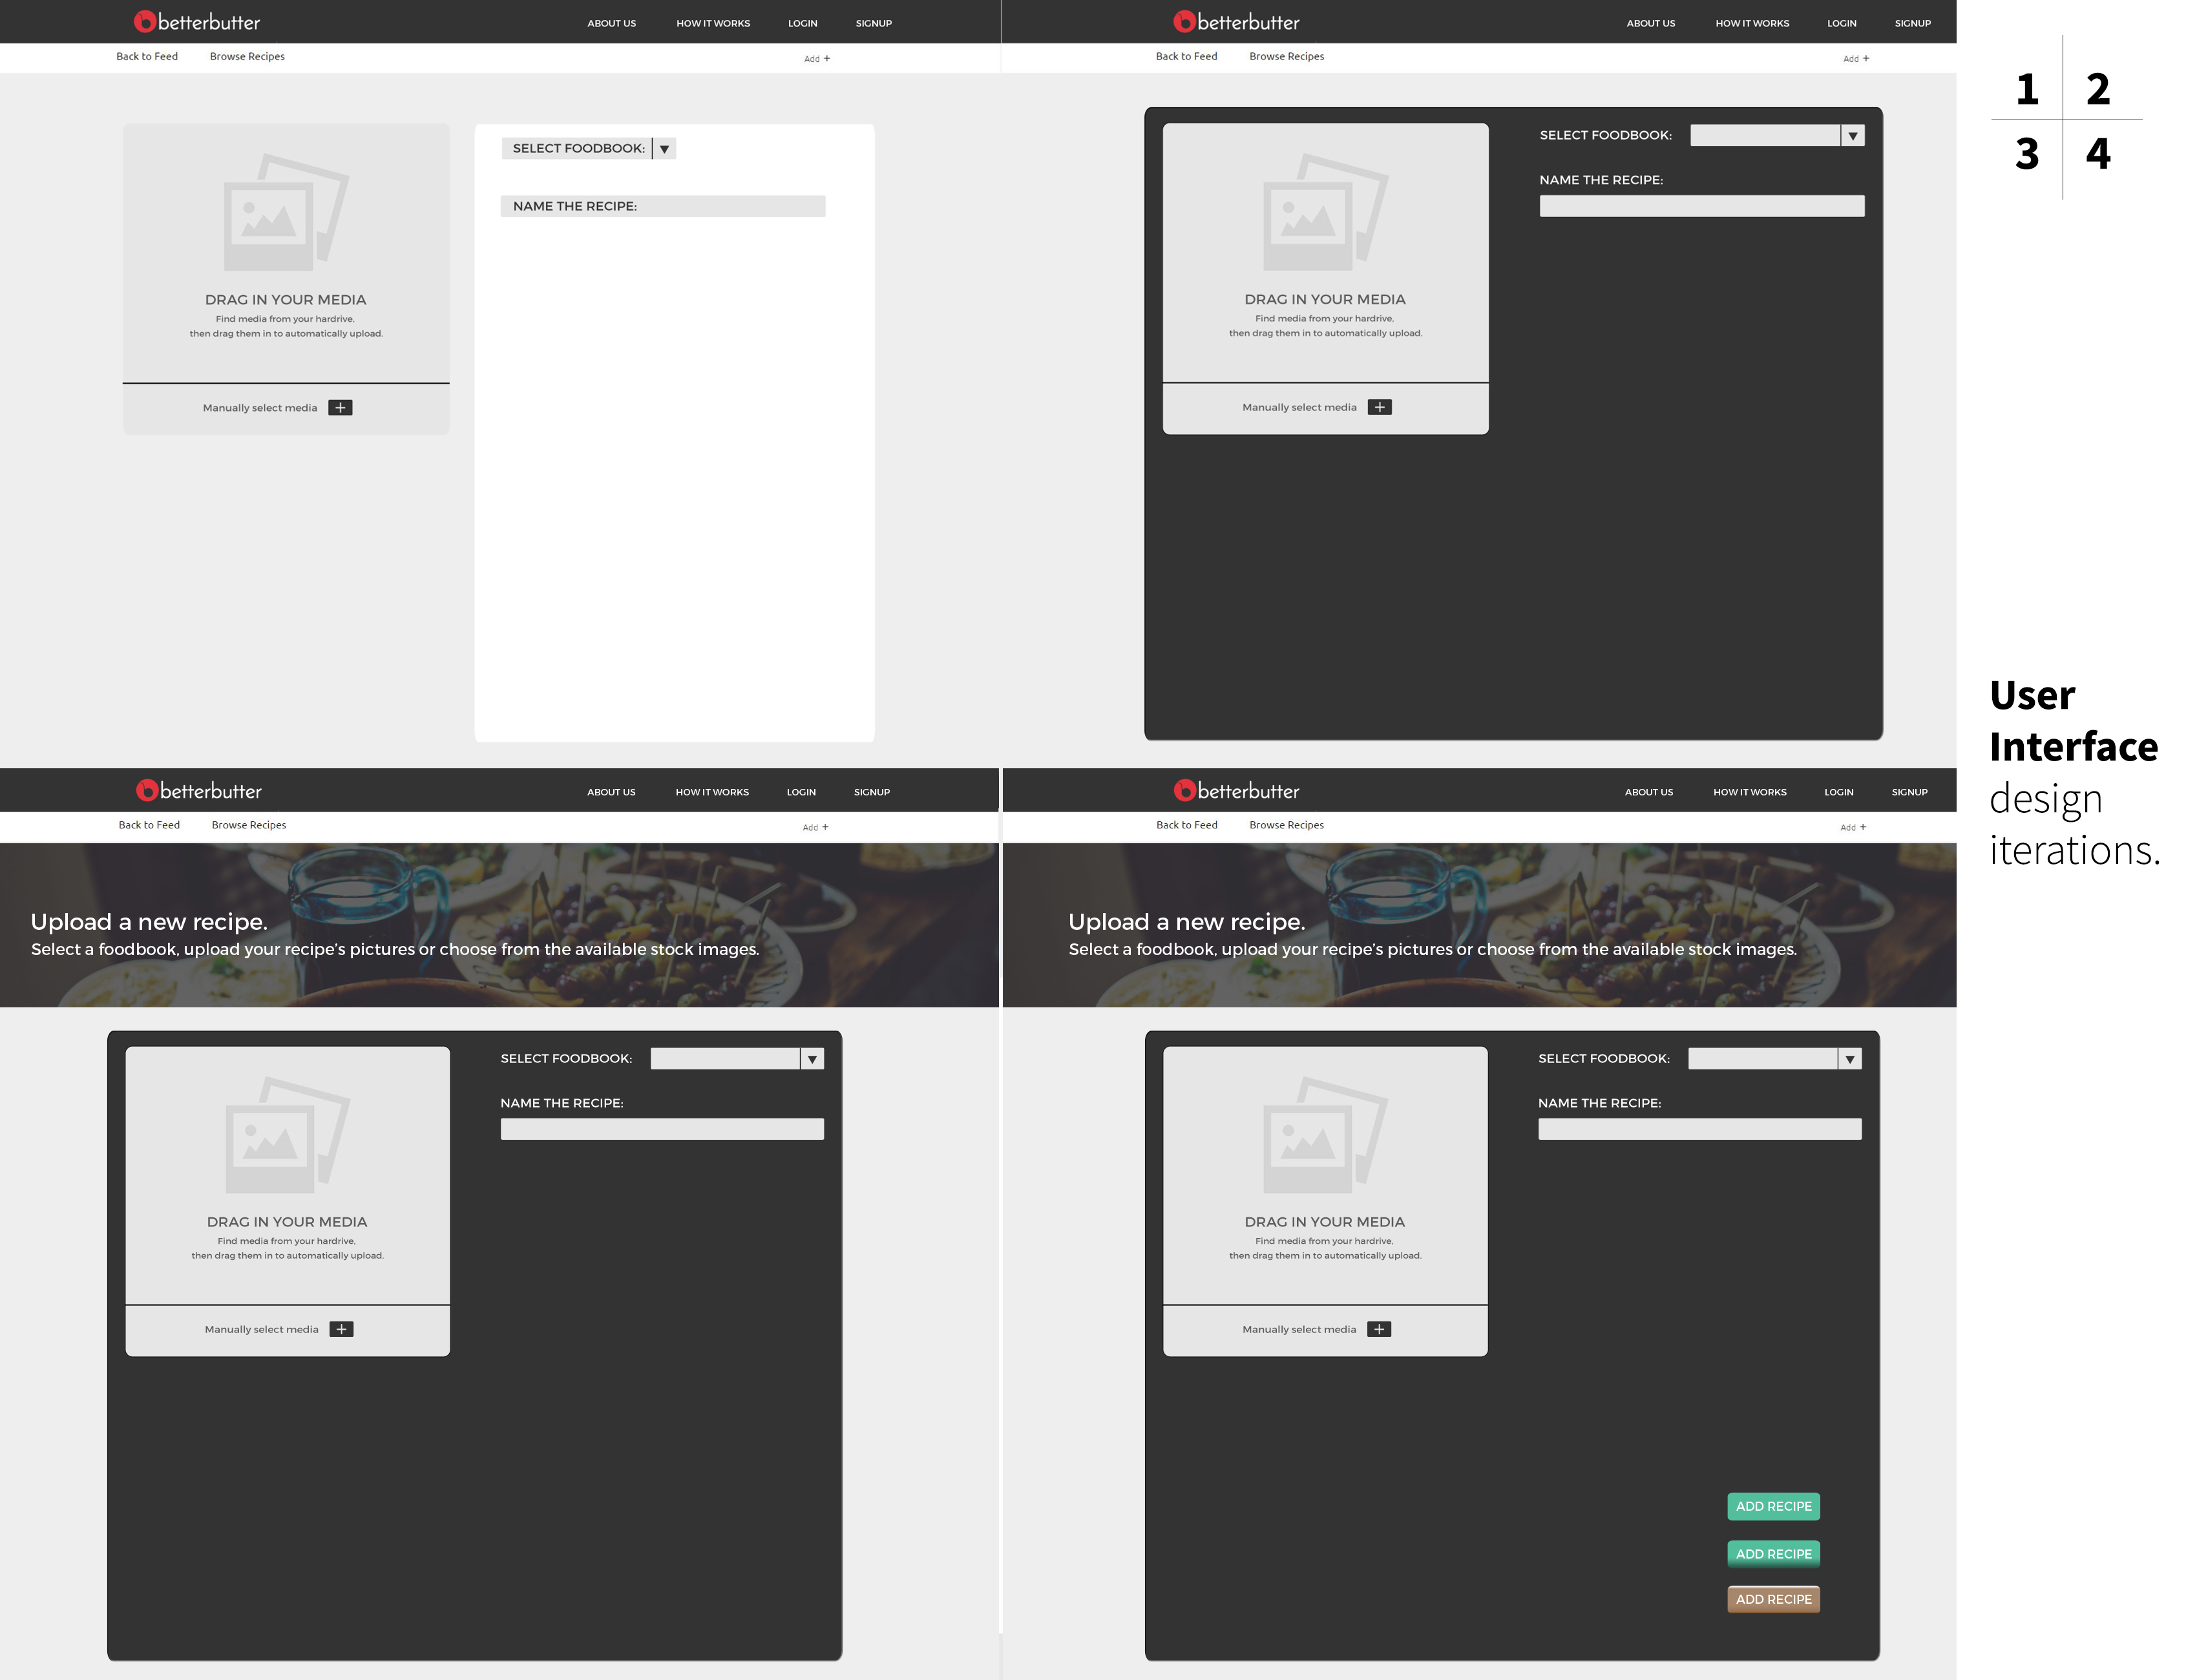 betterbutter
ABOUT US HOW IT WORKS LOGIN SIGNUP
Back to Feed Browse Recipes Add +
SELECT FOODBOOK: ▼
NAME THE RECIPE:
DRAG IN YOUR MEDIA
Find media from your hardrive,
then drag them in to automatically upload.
Manually select media +
betterbutter
ABOUT US HOW IT WORKS LOGIN SIGNUP
Back to Feed Browse Recipes Add +
SELECT FOODBOOK: ▼
NAME THE RECIPE:
DRAG IN YOUR MEDIA
Find media from your hardrive,
then drag them in to automatically upload.
Manually select media +
betterbutter
ABOUT US HOW IT WORKS LOGIN SIGNUP
Back to Feed Browse Recipes Add +
Upload a new recipe.
Select a foodbook, upload your recipe’s pictures or choose from the available stock images.
SELECT FOODBOOK: ▼
NAME THE RECIPE:
DRAG IN YOUR MEDIA
Find media from your hardrive,
then drag them in to automatically upload.
Manually select media +
betterbutter
ABOUT US HOW IT WORKS LOGIN SIGNUP
Back to Feed Browse Recipes Add +
Upload a new recipe.
Select a foodbook, upload your recipe’s pictures or choose from the available stock images.
SELECT FOODBOOK: ▼
NAME THE RECIPE:
DRAG IN YOUR MEDIA
Find media from your hardrive,
then drag them in to automatically upload.
Manually select media +
ADD RECIPE
ADD RECIPE
ADD RECIPE
1 2
3 4
User
Interface
design
iterations.